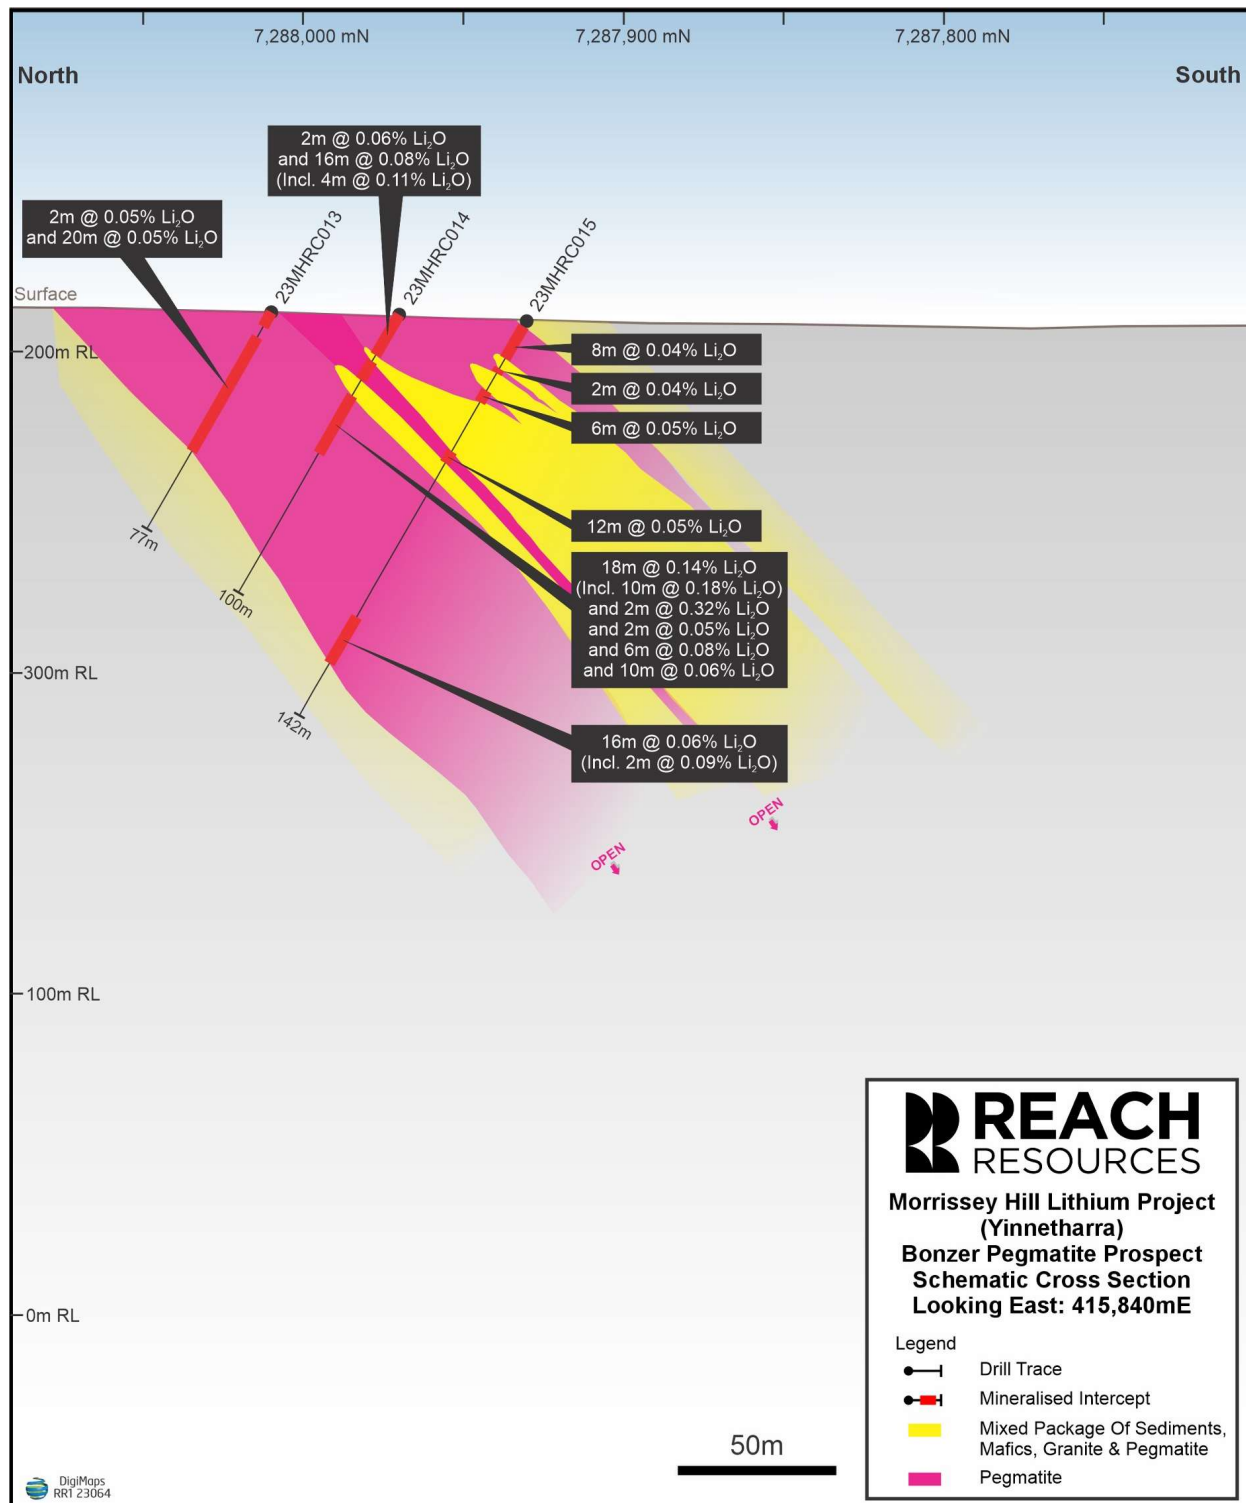 7,288,000 mN
7,287,900 mN
7,287,800 mN
North
South
2m @ 0.06% Li₂O
and 16m @ 0.08% Li₂O
(Incl. 4m @ 0.11% Li₂O)
2m @ 0.05% Li₂O
and 20m @ 0.05% Li₂O
23MHRC013
23MHRC014
23MHRC015
Surface
200m RL
8m @ 0.04% Li₂O
2m @ 0.04% Li₂O
6m @ 0.05% Li₂O
12m @ 0.05% Li₂O
77m
100m
18m @ 0.14% Li₂O
(Incl. 10m @ 0.18% Li₂O)
and 2m @ 0.32% Li₂O
and 2m @ 0.05% Li₂O
and 6m @ 0.08% Li₂O
and 10m @ 0.06% Li₂O
300m RL
142m
16m @ 0.06% Li₂O
(Incl. 2m @ 0.09% Li₂O)
OPEN
OPEN
100m RL
0m RL
REACH
RESOURCES
Morrissey Hill Lithium Project
(Yinnetharra)
Bonzer Pegmatite Prospect
Schematic Cross Section
Looking East: 415,840mE
Legend
Drill Trace
Mineralised Intercept
Mixed Package Of Sediments,
Mafics, Granite & Pegmatite
Pegmatite
50m
DigiMaps
RR1 23064